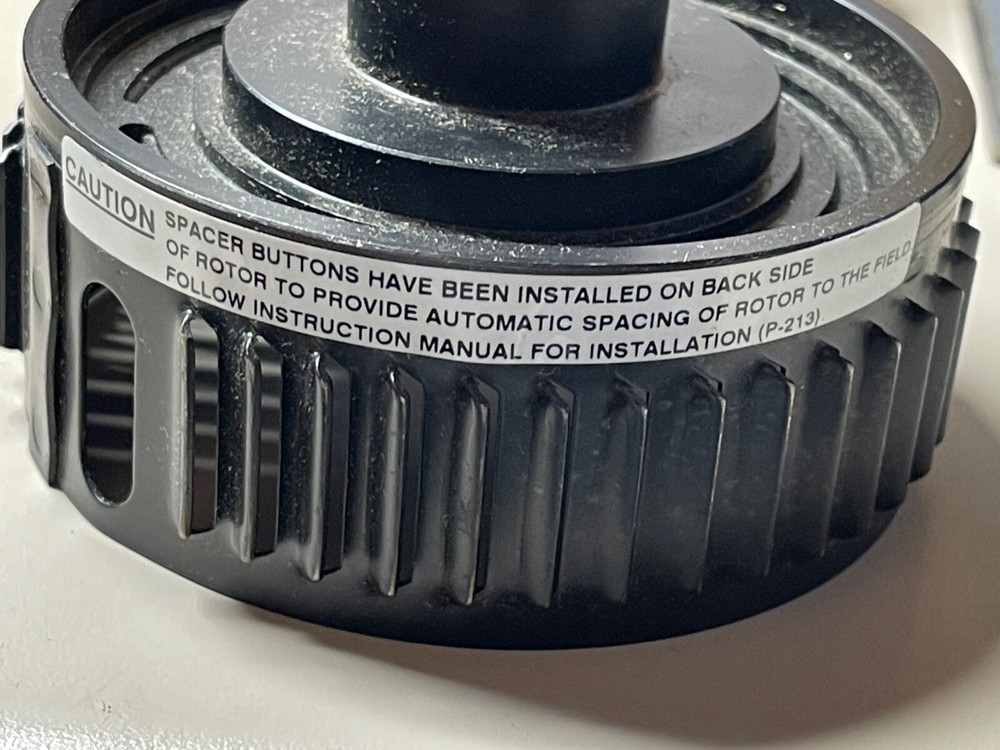 CAUTION
SPACER BUTTONS HAVE BEEN INSTALLED ON BACK SIDE
OF ROTOR TO PROVIDE AUTOMATIC SPACING OF ROTOR TO THE FIELD.
FOLLOW INSTRUCTION MANUAL FOR INSTALLATION (P-213)